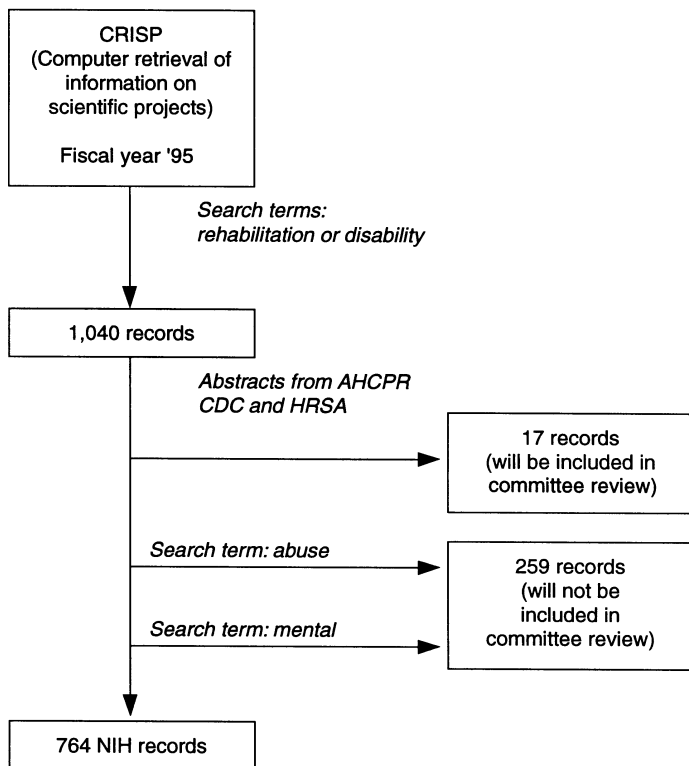 CRISP
(Computer retrieval of
information on
scientific projects)
Fiscal year '95
Search terms:
rehabilitation or disability
1,040 records
Abstracts from AHCPR
CDC and HRSA
17 records
(will be included in
committee review)
Search term: abuse
259 records
(will not be
included in
committee review)
Search term: mental
764 NIH records